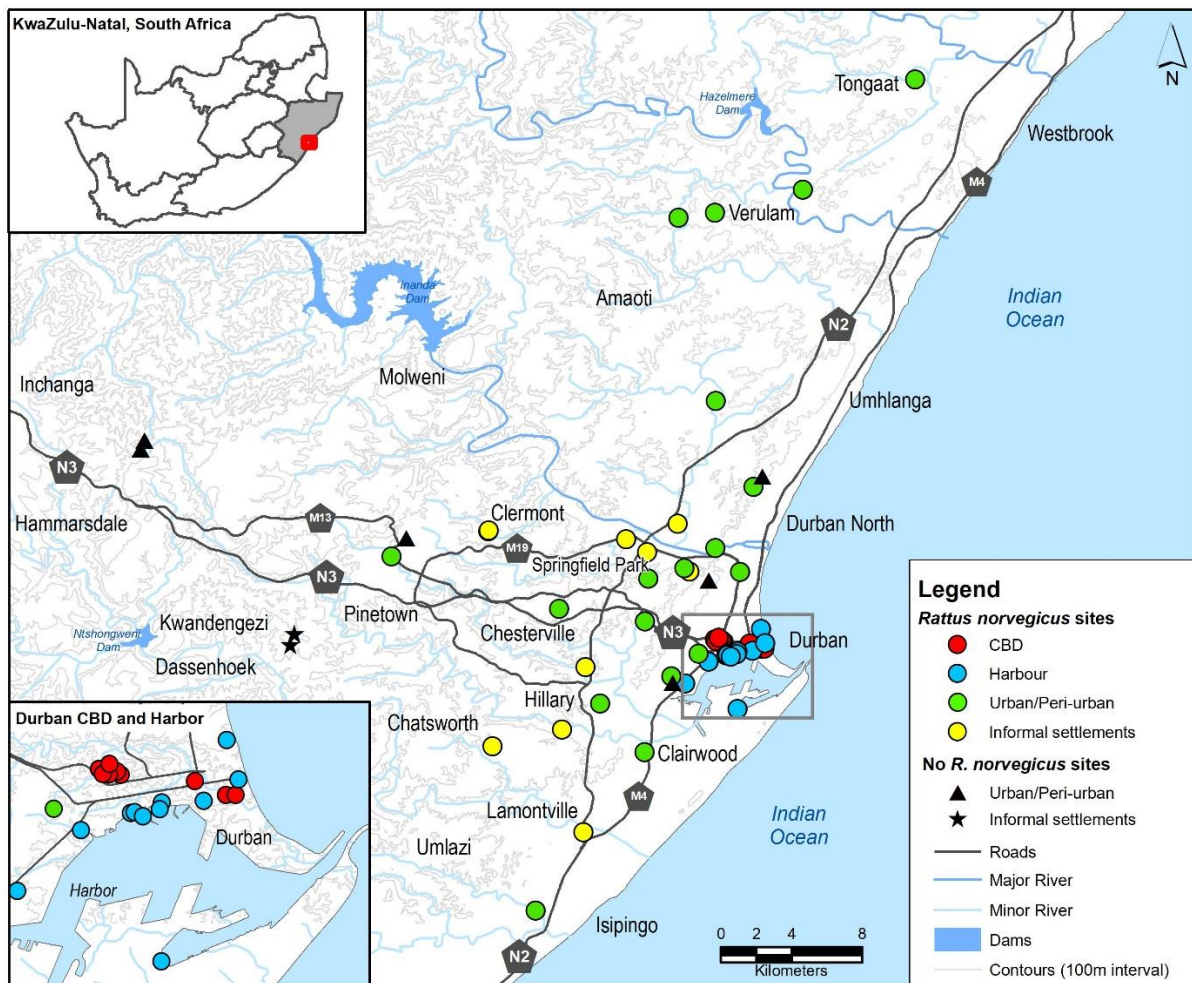 KwaZulu-Natal, South Africa
N
Tongaat
Hazelmere
Dam
Westbrook
M4
Verulam
Indian
Ocean
Inanda
Dam
Amaoti
N2
Molweni
Inchanga
Umhlanga
N3
Hammarsdale
M13
Clermont
M19
Durban North
Springfield Park
N3
Pinetown
Kwandengezi
Ntshongweni
Dam
Dassenhoek
Chesterville
N3
Durban
Hillary
Chatsworth
Clairwood
M4
Lamontville
Umlazi
Indian
Ocean
Isipingo
N2
0 2 4 8
Kilometers
Durban CBD and Harbor
Durban
Harbor
Legend
Rattus norvegicus sites
CBD
Harbour
Urban/Peri-urban
Informal settlements
No R. norvegicus sites
Urban/Peri-urban
Informal settlements
Roads
Major River
Minor River
Dams
Contours (100m interval)